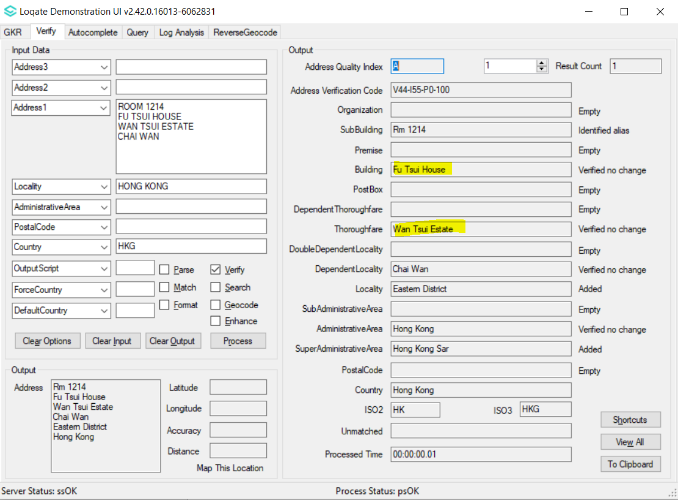 Loqate Demonstration UI v2.42.0.16013-6062831
GKR Verify Autocomplete Query Log Analysis ReverseGeocode
Input Data
Address3
Address2
Address1 ROOM 1214
FU TSUI HOUSE
WAN TSUI ESTATE
CHAI WAN
Locality HONG KONG
AdministrativeArea
PostalCode
Country HKG
OutputScript Parse Verify
ForceCountry Match Search
DefaultCountry Format Geocode
Enhance
Clear Options Clear Input Clear Output Process
Output
Address Rm 1214
Fu Tsui House
Wan Tsui Estate
Chai Wan
Eastern District
Hong Kong
Latitude
Longitude
Accuracy
Distance
Map This Location
Output
Address Quality Index A 1 Result Count 1
Address Verification Code V44-I55-P0-100
Organization Empty
SubBuilding Rm 1214 Identified alias
Premise Empty
Building Fu Tsui House Verified no change
PostBox Empty
DependentThoroughfare Empty
Thoroughfare Wan Tsui Estate Verified no change
DoubleDependentLocality Empty
DependentLocality Chai Wan Verified no change
Locality Eastern District Added
SubAdministrativeArea Empty
AdministrativeArea Hong Kong Verified no change
SuperAdministrativeArea Hong Kong Sar Added
PostalCode Empty
Country Hong Kong
ISO2 HK ISO3 HKG
Unmatched
Processed Time 00:00:00.01
Shortcuts
View All
To Clipboard
Server Status: ssOK Process Status: psOK